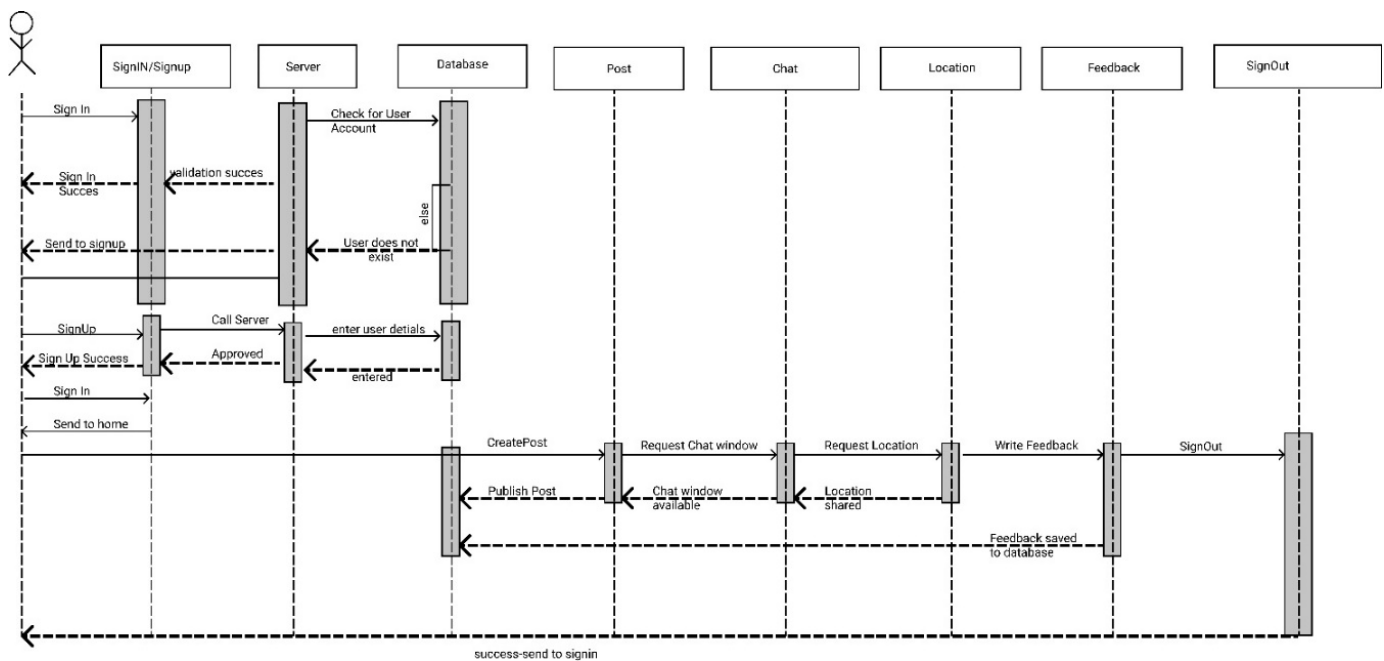 SignIN/Signup
Server
Database
Post
Chat
Location
Feedback
SignOut
Sign In
Check for User
Account
validation succes
Sign In
Succes
else
Send to signup
User does not
exist
SignUp
Call Server
enter user detials
Sign Up Success
Approved
entered
Sign In
Send to home
CreatePost
Request Chat window
Request Location
Write Feedback
SignOut
Publish Post
Chat window
available
Location
shared
Feedback saved
to database
success-send to signin